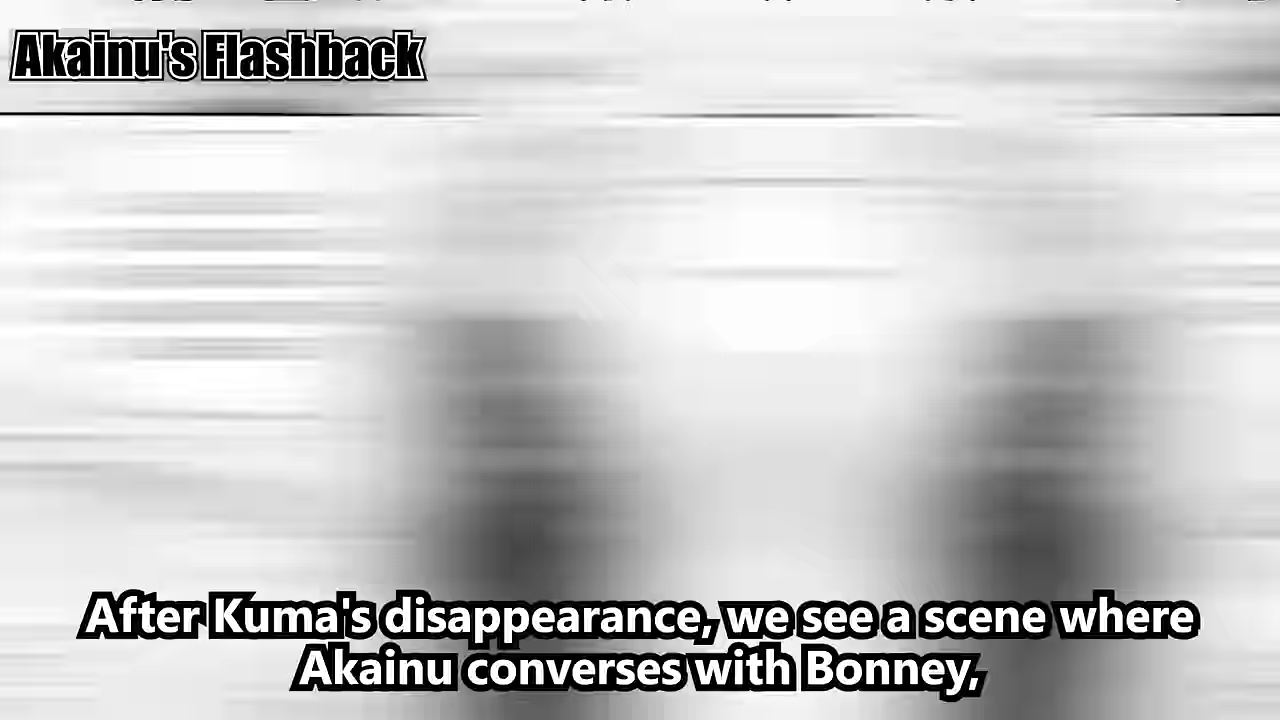 Akainu's Flashback
After Kuma's disappearance, we see a scene where
Akainu converses with Bonney,